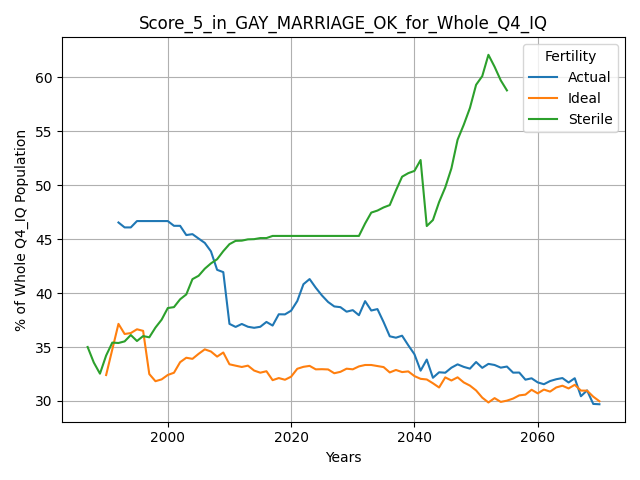 Score_5_in_GAY_MARRIAGE_OK_for_Whole_Q4_IQ
Fertility
Actual
Ideal
Sterile
% of Whole Q4_IQ Population
60
55
50
45
40
35
30
2000
2020
2040
2060
Years